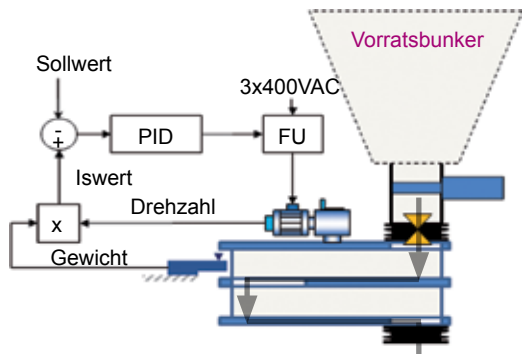 Vorratsbunker
Sollwert
3x400VAC
-
+
PID
FU
Iswert
Drehzahl
x
Gewicht